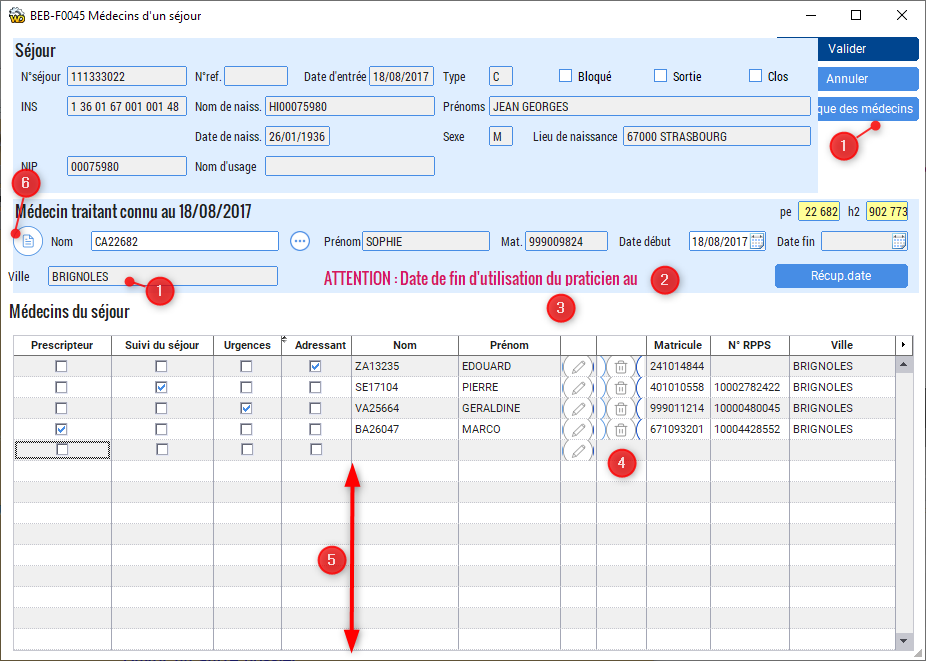 BEB-F0045 Médecins d'un séjour
Séjour
Valider
N°séjour 111333022 N°ref. Date d'entrée 18/08/2017 Type C Bloqué Sortie Clos
Annuler
INS 1 36 01 67 001 001 48 Nom de naiss. HI00075980 Prénoms JEAN GEORGES
que des médecins
1
Date de naiss. 26/01/1936 Sexe M Lieu de naissance 67000 STRASBOURG
NIP 00075980 Nom d'usage
6
Médecin traitant connu au 18/08/2017 pe 22 682 h2 902 773
Nom CA22682 Prénom SOPHIE Mat. 999009824 Date début 18/08/2017 Date fin
Ville BRIGNOLES ATTENTION : Date de fin d'utilisation du praticien au 2 Récup.date
1
3
Médecins du séjour
Prescripteur Suivi du séjour Urgences Adressant Nom Prénom Matricule N° RPPS Ville
ZA13235 EDOUARD 241014844 BRIGNOLES
SE17104 PIERRE 401010558 10002782422 BRIGNOLES
VA25664 GERALDINE 999011214 10000480045 BRIGNOLES
BA26047 MARCO 671093201 10004428552 BRIGNOLES
4
5